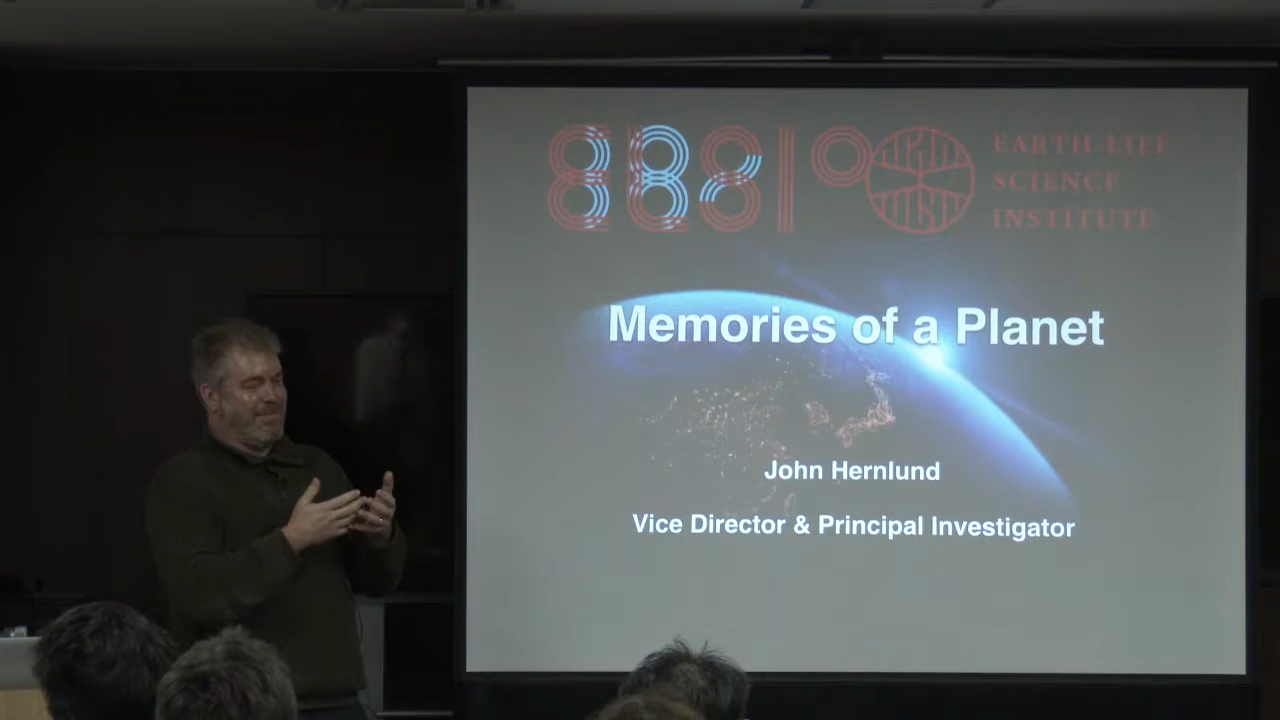 EARTH-LIFE
SCIENCE
INSTITUTE
Memories of a Planet
John Hernlund
Vice Director & Principal Investigator